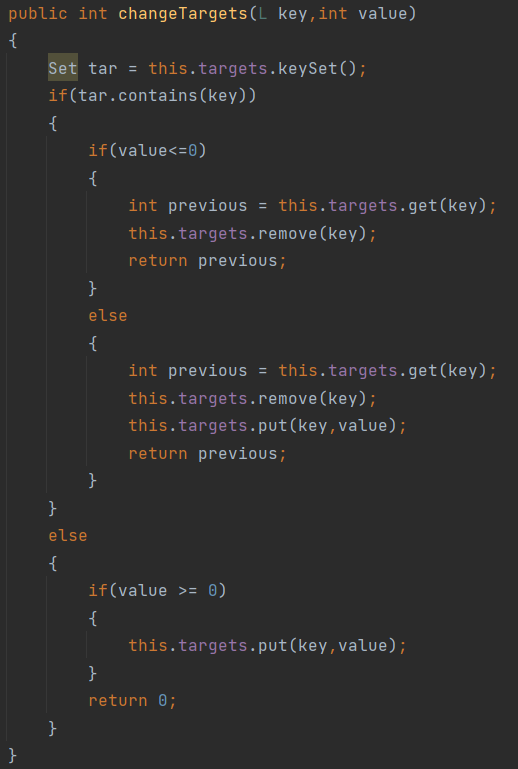 public int changeTargets(L key,int value)
{
    Set tar = this.targets.keySet();
    if(tar.contains(key))
    {
        if(value<=0)
        {
            int previous = this.targets.get(key);
            this.targets.remove(key);
            return previous;
        }
        else
        {
            int previous = this.targets.get(key);
            this.targets.remove(key);
            this.targets.put(key,value);
            return previous;
        }
    }
    else
    {
        if(value >= 0)
        {
            this.targets.put(key,value);
        }
        return 0;
    }
}